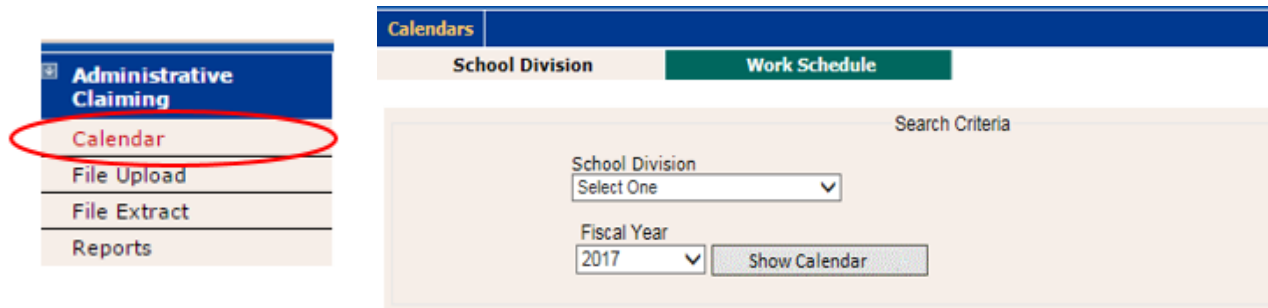 Administrative
Claiming
Calendar
File Upload
File Extract
Reports
Calendars
School Division
Work Schedule
Search Criteria
School Division
Select One
Fiscal Year
2017
Show Calendar